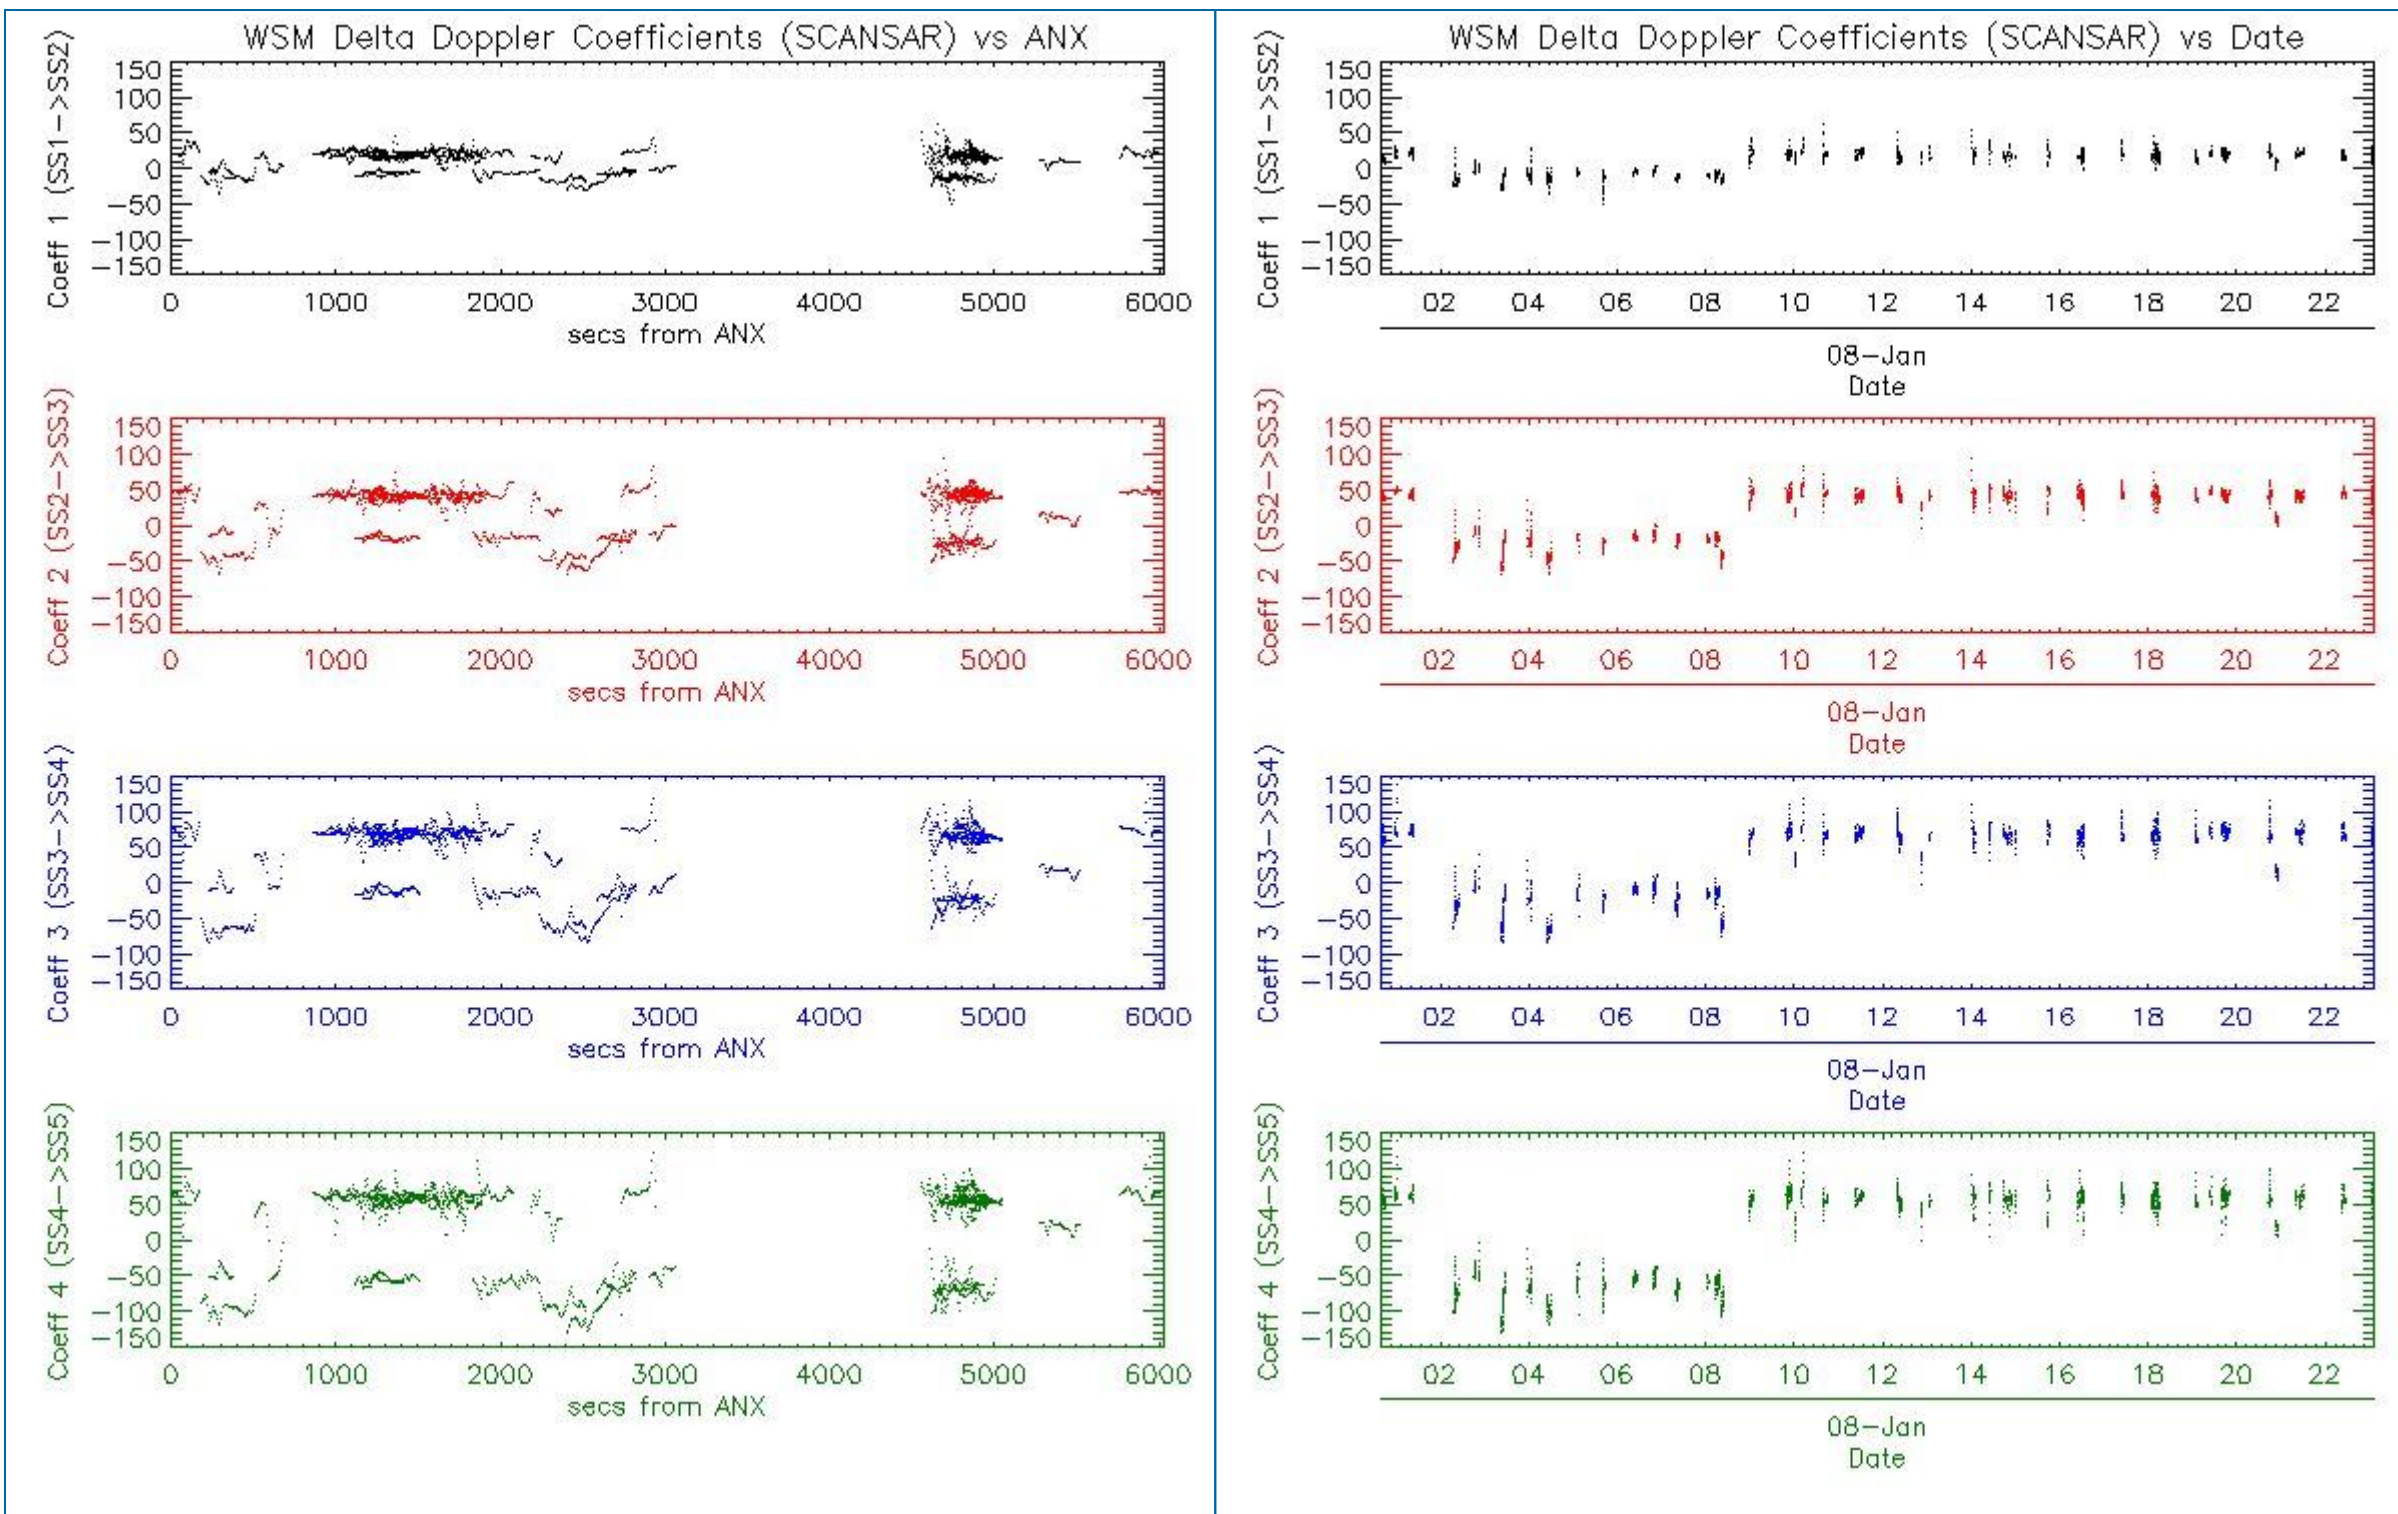 WSM Delta Doppler Coefficients (SCANSAR) vs ANX
Coeff 1 (SS1->SS2)
150
100
50
0
-50
-100
-150
0 1000 2000 3000 4000 5000 6000
secs from ANX
Coeff 2 (SS2->SS3)
150
100
50
0
-50
-100
-150
0 1000 2000 3000 4000 5000 6000
secs from ANX
Coeff 3 (SS3->SS4)
150
100
50
0
-50
-100
-150
0 1000 2000 3000 4000 5000 6000
secs from ANX
Coeff 4 (SS4->SS5)
150
100
50
0
-50
-100
-150
0 1000 2000 3000 4000 5000 6000
secs from ANX
WSM Delta Doppler Coefficients (SCANSAR) vs Date
Coeff 1 (SS1->SS2)
150
100
50
0
-50
-100
-150
02 04 06 08 10 12 14 16 18 20 22
08-Jan
Date
Coeff 2 (SS2->SS3)
150
100
50
0
-50
-100
-150
02 04 06 08 10 12 14 16 18 20 22
08-Jan
Date
Coeff 3 (SS3->SS4)
150
100
50
0
-50
-100
-150
02 04 06 08 10 12 14 16 18 20 22
08-Jan
Date
Coeff 4 (SS4->SS5)
150
100
50
0
-50
-100
-150
02 04 06 08 10 12 14 16 18 20 22
08-Jan
Date